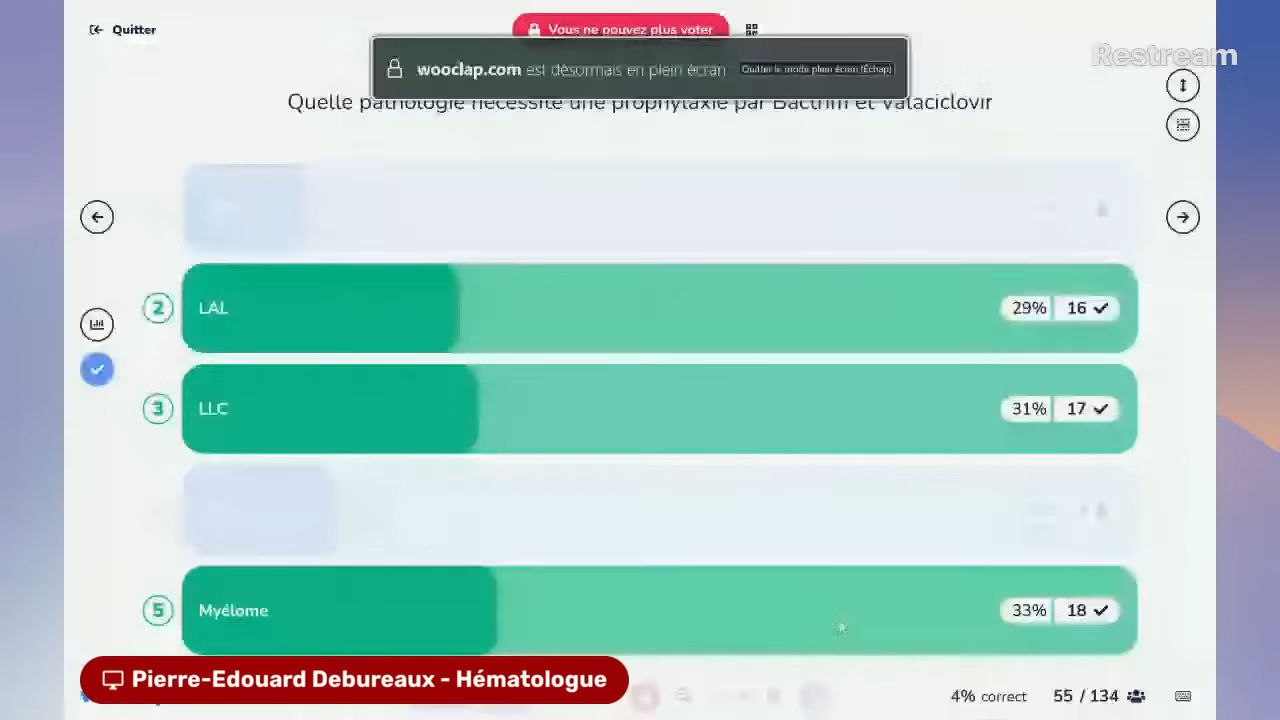 Quitter
Vous ne pouvez plus voter
wooclap.com est désormais en plein écran Quitter le mode plein écran (Échap)
Restream
Quelle pathologie nécessite une prophylaxie par Bactrim et Valaciclovir
2 LAL 29% 16
3 LLC 31% 17
5 Myélome 33% 18
Pierre-Edouard Debureaux - Hématologue
4% correct 55 / 134